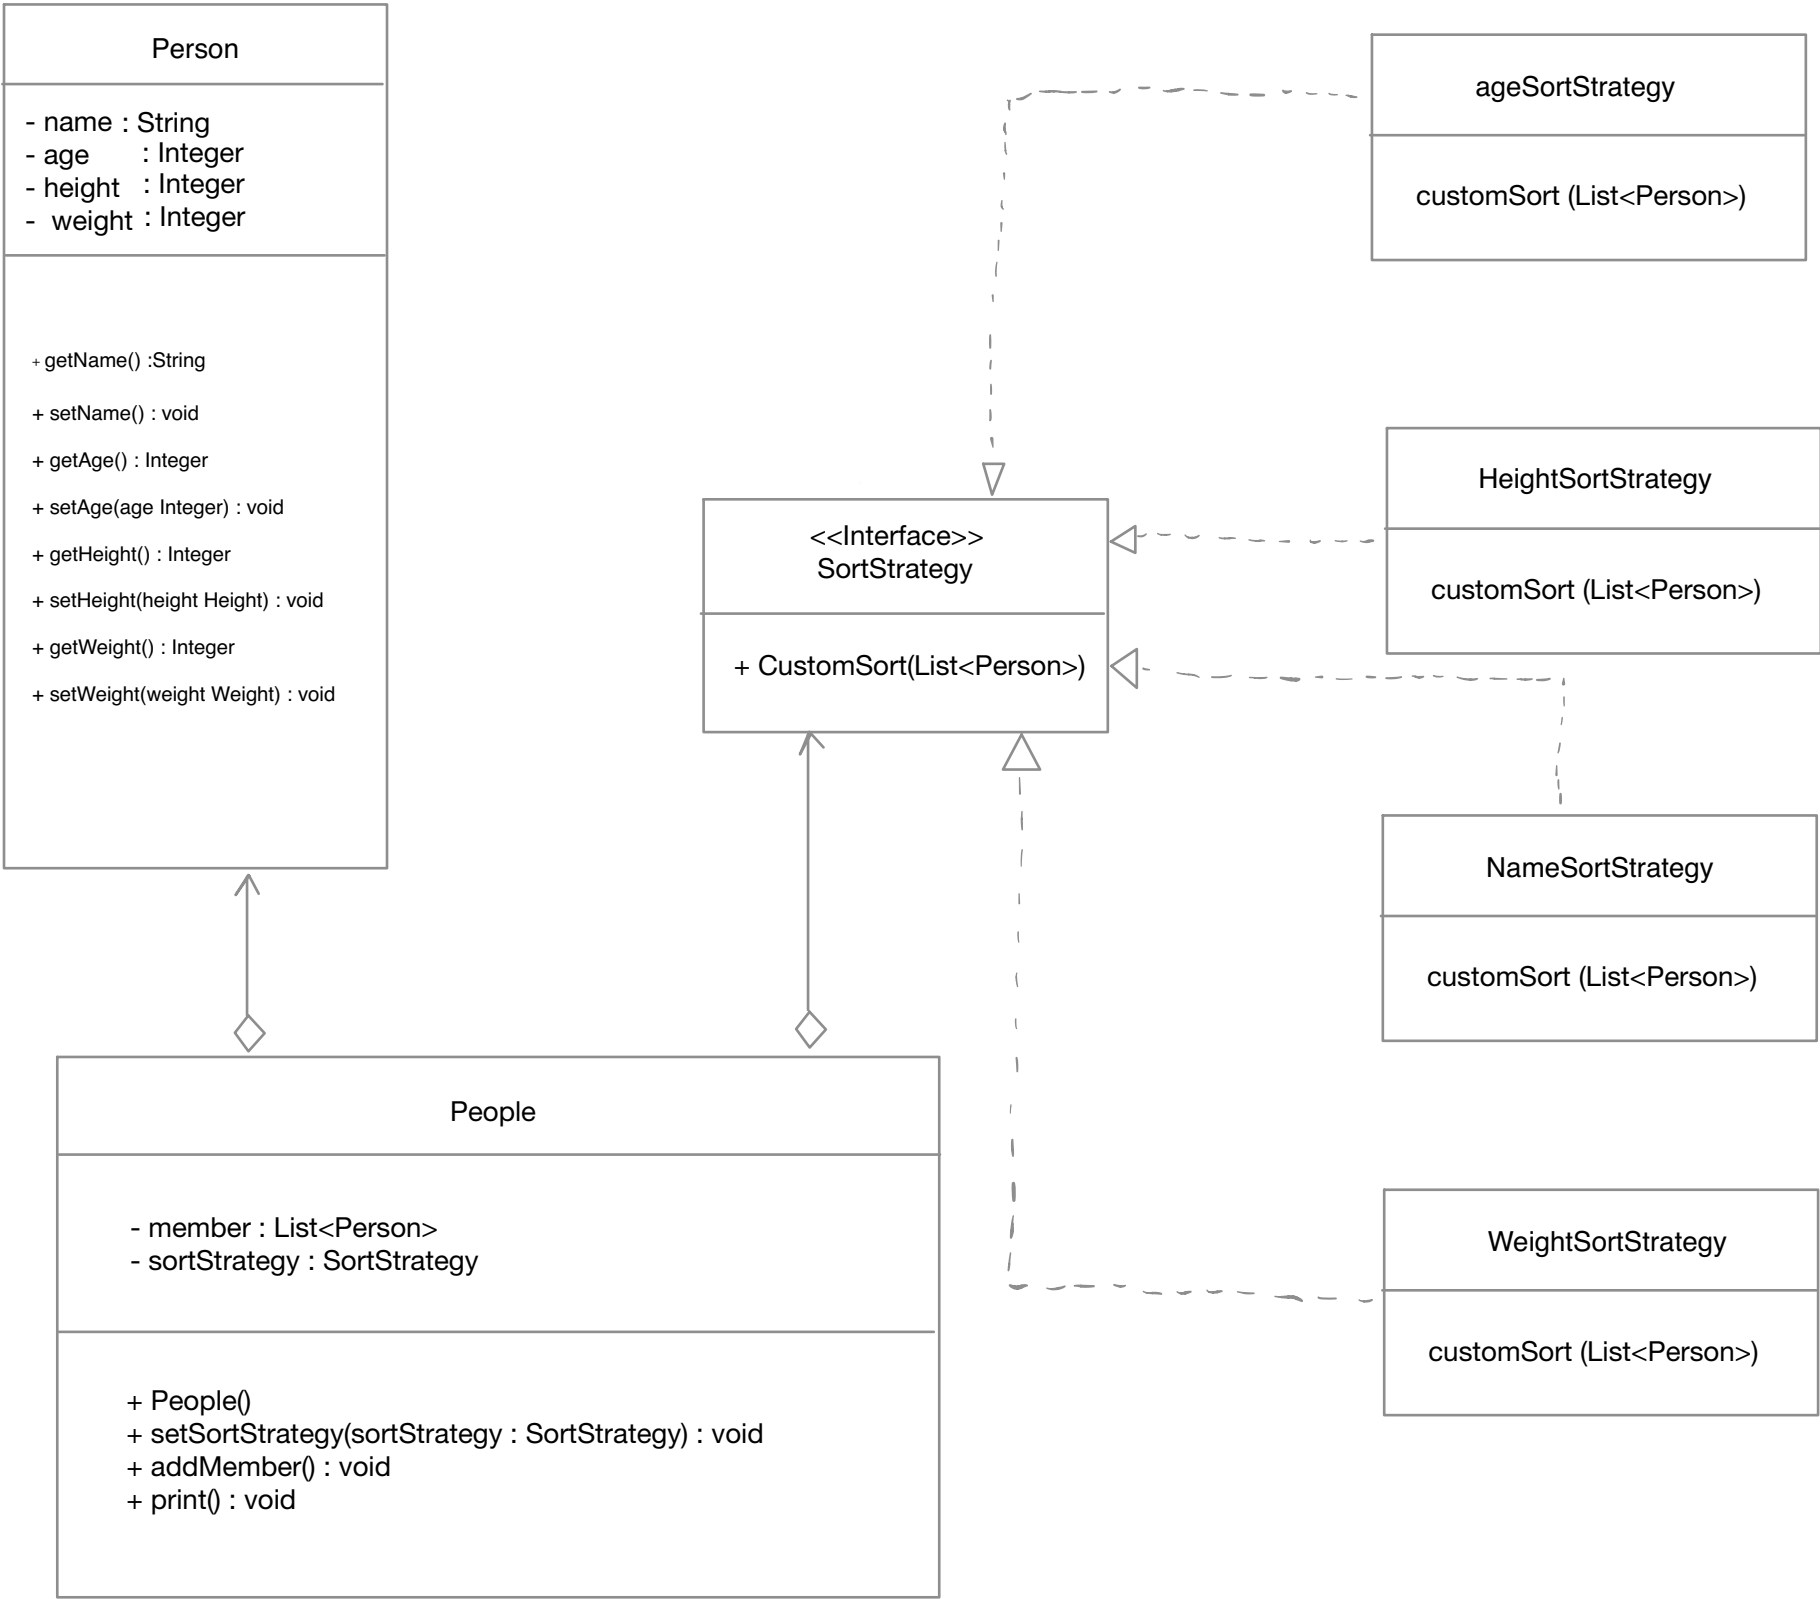 Person
- name : String
- age : Integer
- height : Integer
- weight : Integer
+ getName() :String
+ setName() : void
+ getAge() : Integer
+ setAge(age Integer) : void
+ getHeight() : Integer
+ setHeight(height Height) : void
+ getWeight() : Integer
+ setWeight(weight Weight) : void
<<Interface>>
SortStrategy
+ CustomSort(List<Person>)
ageSortStrategy
customSort (List<Person>)
HeightSortStrategy
customSort (List<Person>)
NameSortStrategy
customSort (List<Person>)
WeightSortStrategy
customSort (List<Person>)
People
- member : List<Person>
- sortStrategy : SortStrategy
+ People()
+ setSortStrategy(sortStrategy : SortStrategy) : void
+ addMember() : void
+ print() : void